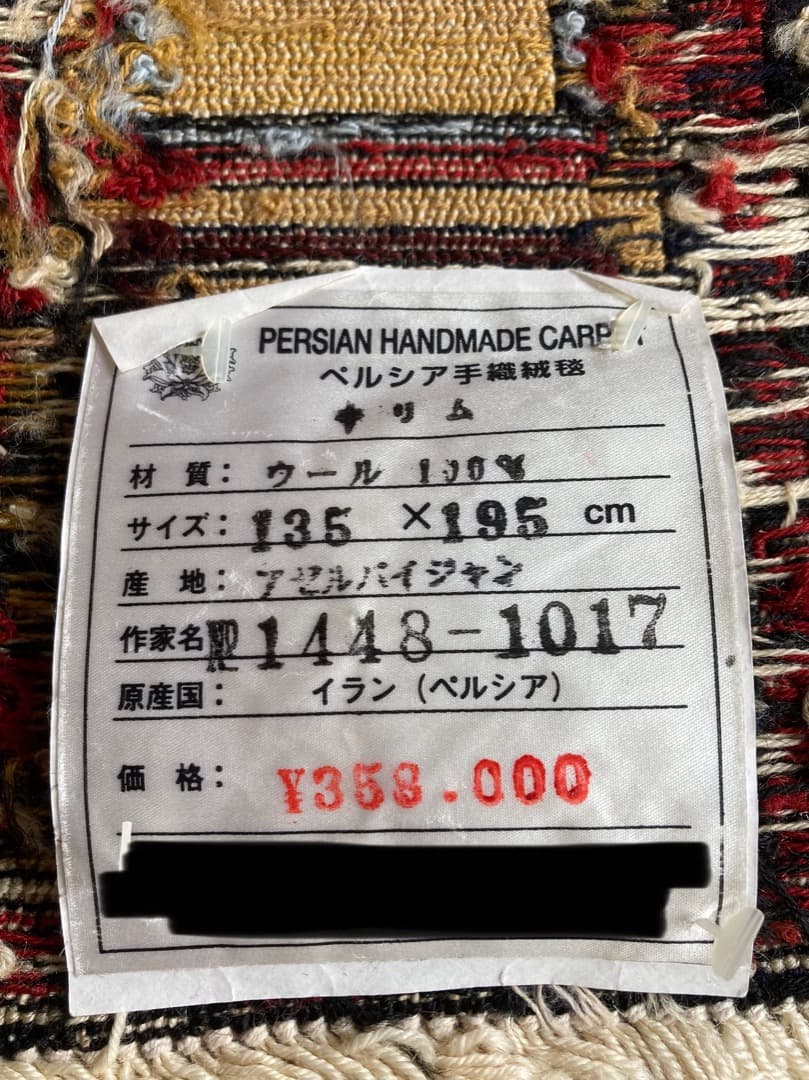 PERSIAN HANDMADE CARP
ペルシア手織絨毯
キリム
材 質: ウール 100%
サイズ: 135 ×195 cm
産 地: アゼルバイジャン
作家名 1448-1017
原産国: イラン (ペルシア)
価 格: ¥358.000